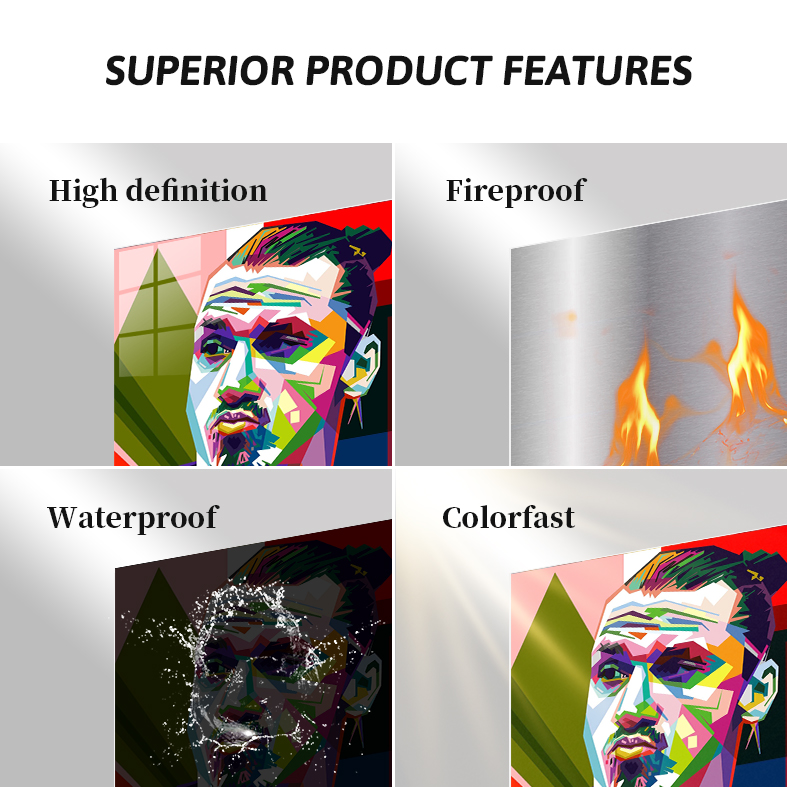 SUPERIOR PRODUCT FEATURES
High definition
Fireproof
Waterproof
Colorfast